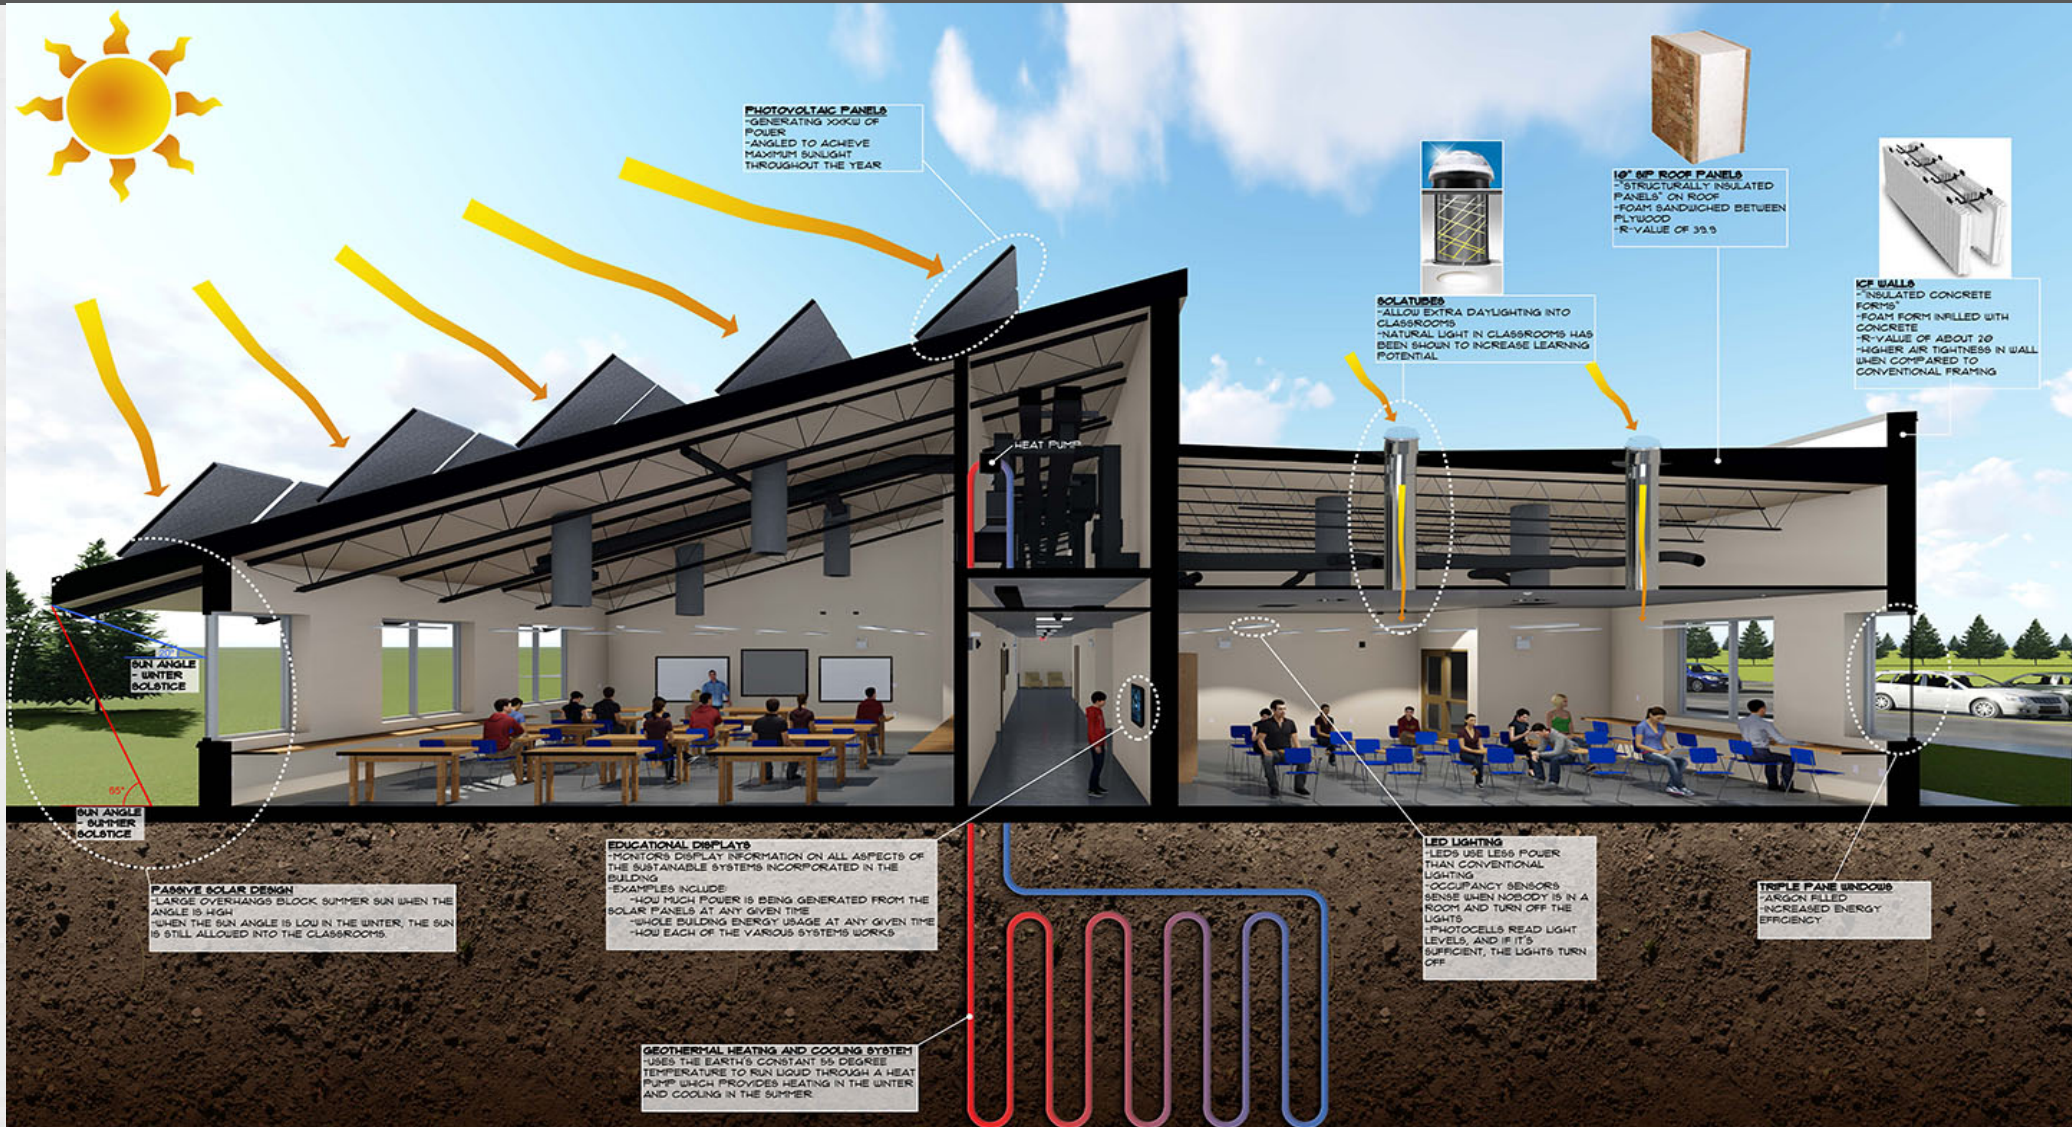 PHOTOVOLTAIC PANELS
-GENERATING XXKW OF
POWER
-ANGLED TO ACHIEVE
MAXIMUM SUNLIGHT
THROUGHOUT THE YEAR
SOLATUBES
-ALLOW EXTRA DAYLIGHTING INTO
CLASSROOMS
-NATURAL LIGHT IN CLASSROOMS HAS
BEEN SHOWN TO INCREASE LEARNING
POTENTIAL
10" SIP ROOF PANELS
-"STRUCTURALLY INSULATED
PANELS" ON ROOF
-FOAM SANDWICHED BETWEEN
PLYWOOD
-R-VALUE OF 39.9
ICF WALLS
-"INSULATED CONCRETE
FORMS"
-FOAM FORM INFILLED WITH
CONCRETE
-R-VALUE OF ABOUT 20
-HIGHER AIR TIGHTNESS IN WALL
WHEN COMPARED TO
CONVENTIONAL FRAMING
HEAT PUMP
20°
SUN ANGLE
- WINTER
SOLSTICE
65°
SUN ANGLE
- SUMMER
SOLSTICE
PASSIVE SOLAR DESIGN
-LARGE OVERHANGS BLOCK SUMMER SUN WHEN THE
ANGLE IS HIGH
-WHEN THE SUN ANGLE IS LOW IN THE WINTER, THE SUN
IS STILL ALLOWED INTO THE CLASSROOMS.
EDUCATIONAL DISPLAYS
-MONITORS DISPLAY INFORMATION ON ALL ASPECTS OF
THE SUSTAINABLE SYSTEMS INCORPORATED IN THE
BUILDING
-EXAMPLES INCLUDE:
-HOW MUCH POWER IS BEING GENERATED FROM THE
SOLAR PANELS AT ANY GIVEN TIME
-WHOLE BUILDING ENERGY USAGE AT ANY GIVEN TIME
-HOW EACH OF THE VARIOUS SYSTEMS WORKS
LED LIGHTING
-LEDS USE LESS POWER
THAN CONVENTIONAL
LIGHTING
-OCCUPANCY SENSORS
SENSE WHEN NOBODY IS IN A
ROOM AND TURN OFF THE
LIGHTS
-PHOTOCELLS READ LIGHT
LEVELS, AND IF IT'S
SUFFICIENT, THE LIGHTS TURN
OFF
TRIPLE PANE WINDOWS
-ARGON FILLED
-INCREASED ENERGY
EFFICIENCY
GEOTHERMAL HEATING AND COOLING SYSTEM
-USES THE EARTH'S CONSTANT 55 DEGREE
TEMPERATURE TO RUN LIQUID THROUGH A HEAT
PUMP WHICH PROVIDES HEATING IN THE WINTER
AND COOLING IN THE SUMMER